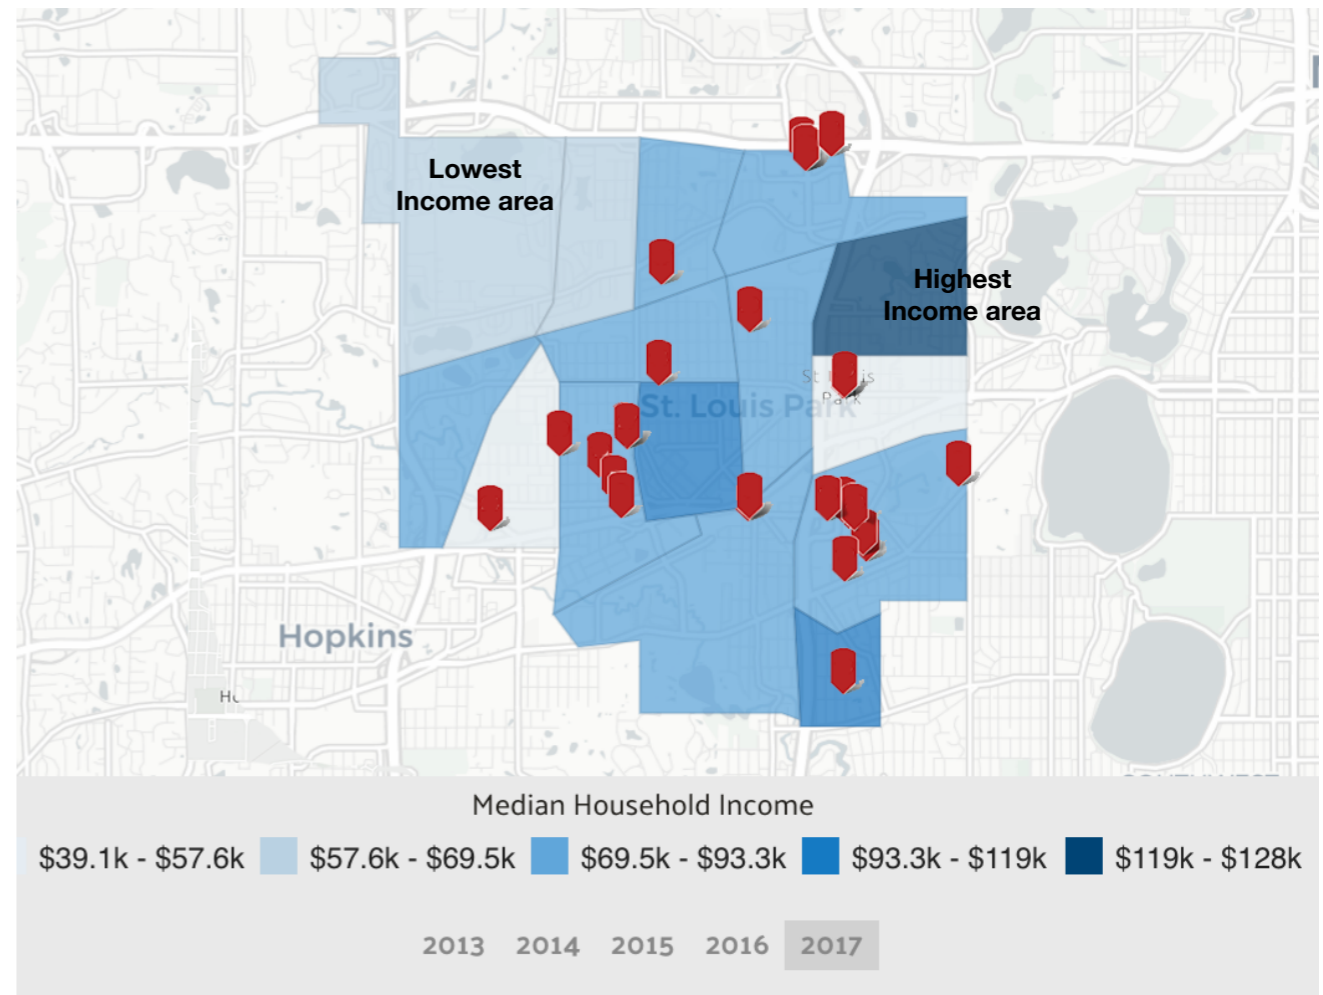 Lowest
Income area
Highest
Income area
St. Louis Park
Park
Hopkins
Median Household Income
$39.1k - $57.6k
$57.6k - $69.5k
$69.5k - $93.3k
$93.3k - $119k
$119k - $128k
2013
2014
2015
2016
2017